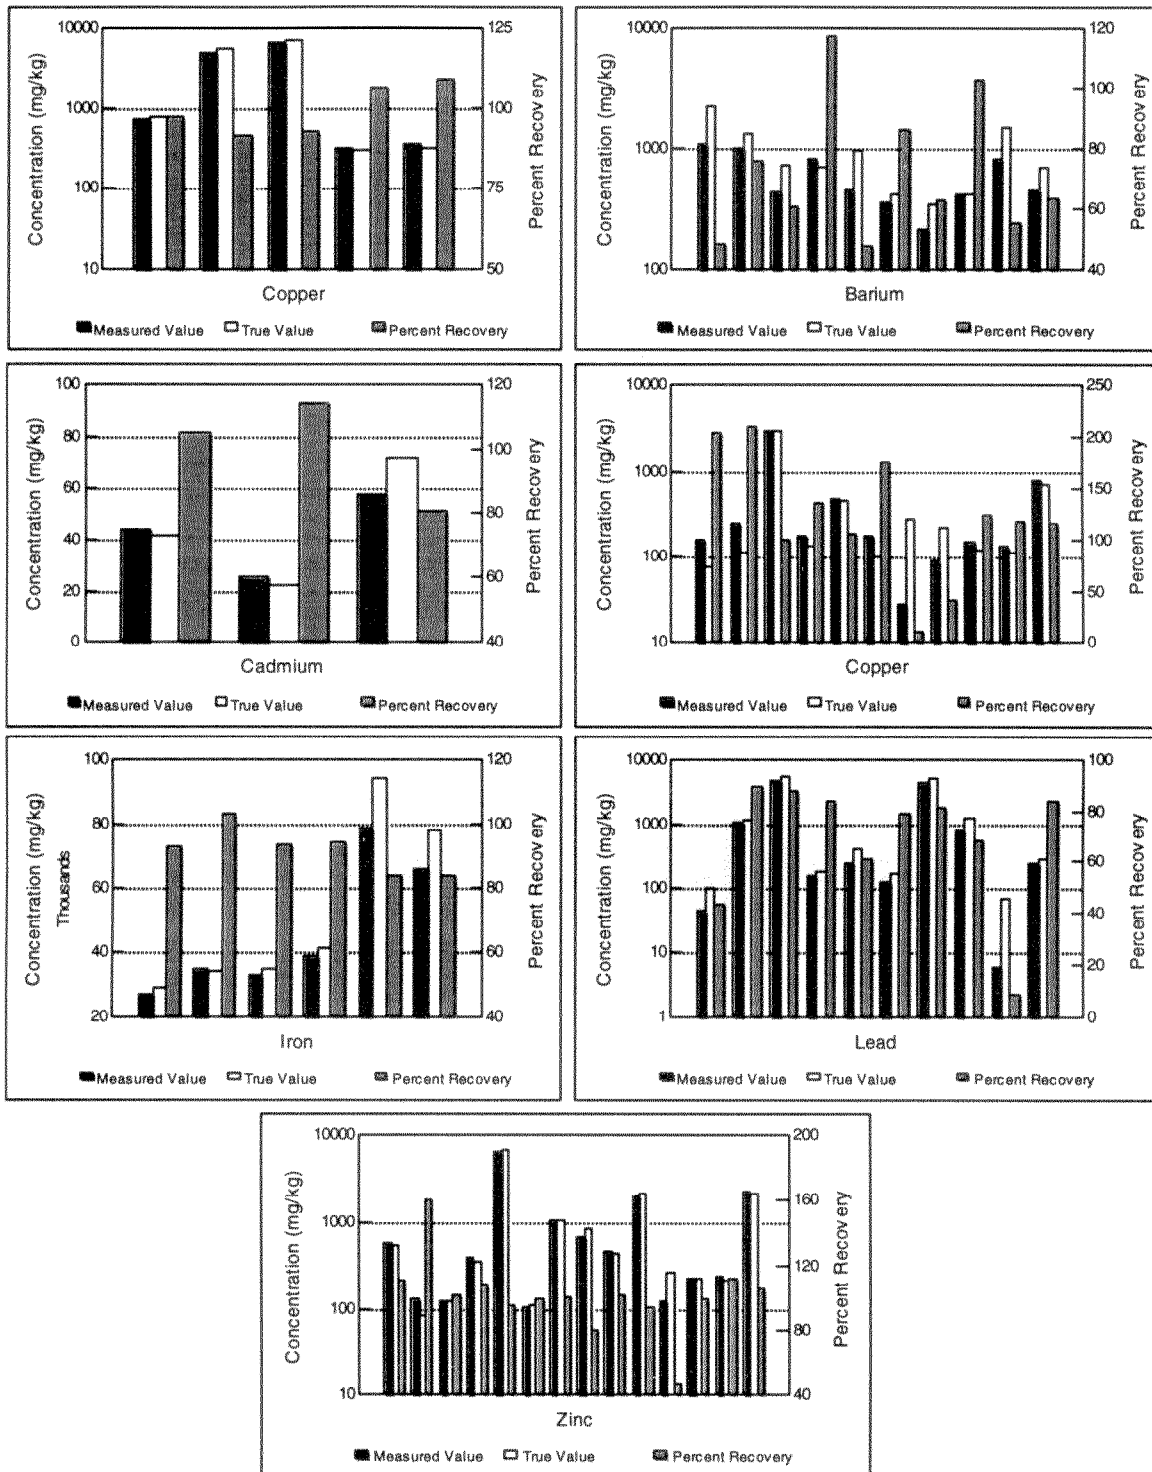 10000
1000
100
10
Concentration (mg/kg)
125
100
75
50
Percent Recovery
Copper
Measured Value True Value Percent Recovery
10000
1000
100
Concentration (mg/kg)
120
100
80
60
40
Percent Recovery
Barium
Measured Value True Value Percent Recovery
100
80
60
40
20
0
Concentration (mg/kg)
120
100
80
60
40
Percent Recovery
Cadmium
Measured Value True Value Percent Recovery
10000
1000
100
10
Concentration (mg/kg)
250
200
150
100
50
0
Percent Recovery
Copper
Measured Value True Value Percent Recovery
100
80
60
40
20
Concentration (mg/kg)
Thousands
120
100
80
60
40
Percent Recovery
Iron
Measured Value True Value Percent Recovery
10000
1000
100
10
1
Concentration (mg/kg)
100
80
60
40
20
0
Percent Recovery
Lead
Measured Value True Value Percent Recovery
10000
1000
100
10
Concentration (mg/kg)
200
160
120
80
40
Percent Recovery
Zinc
Measured Value True Value Percent Recovery